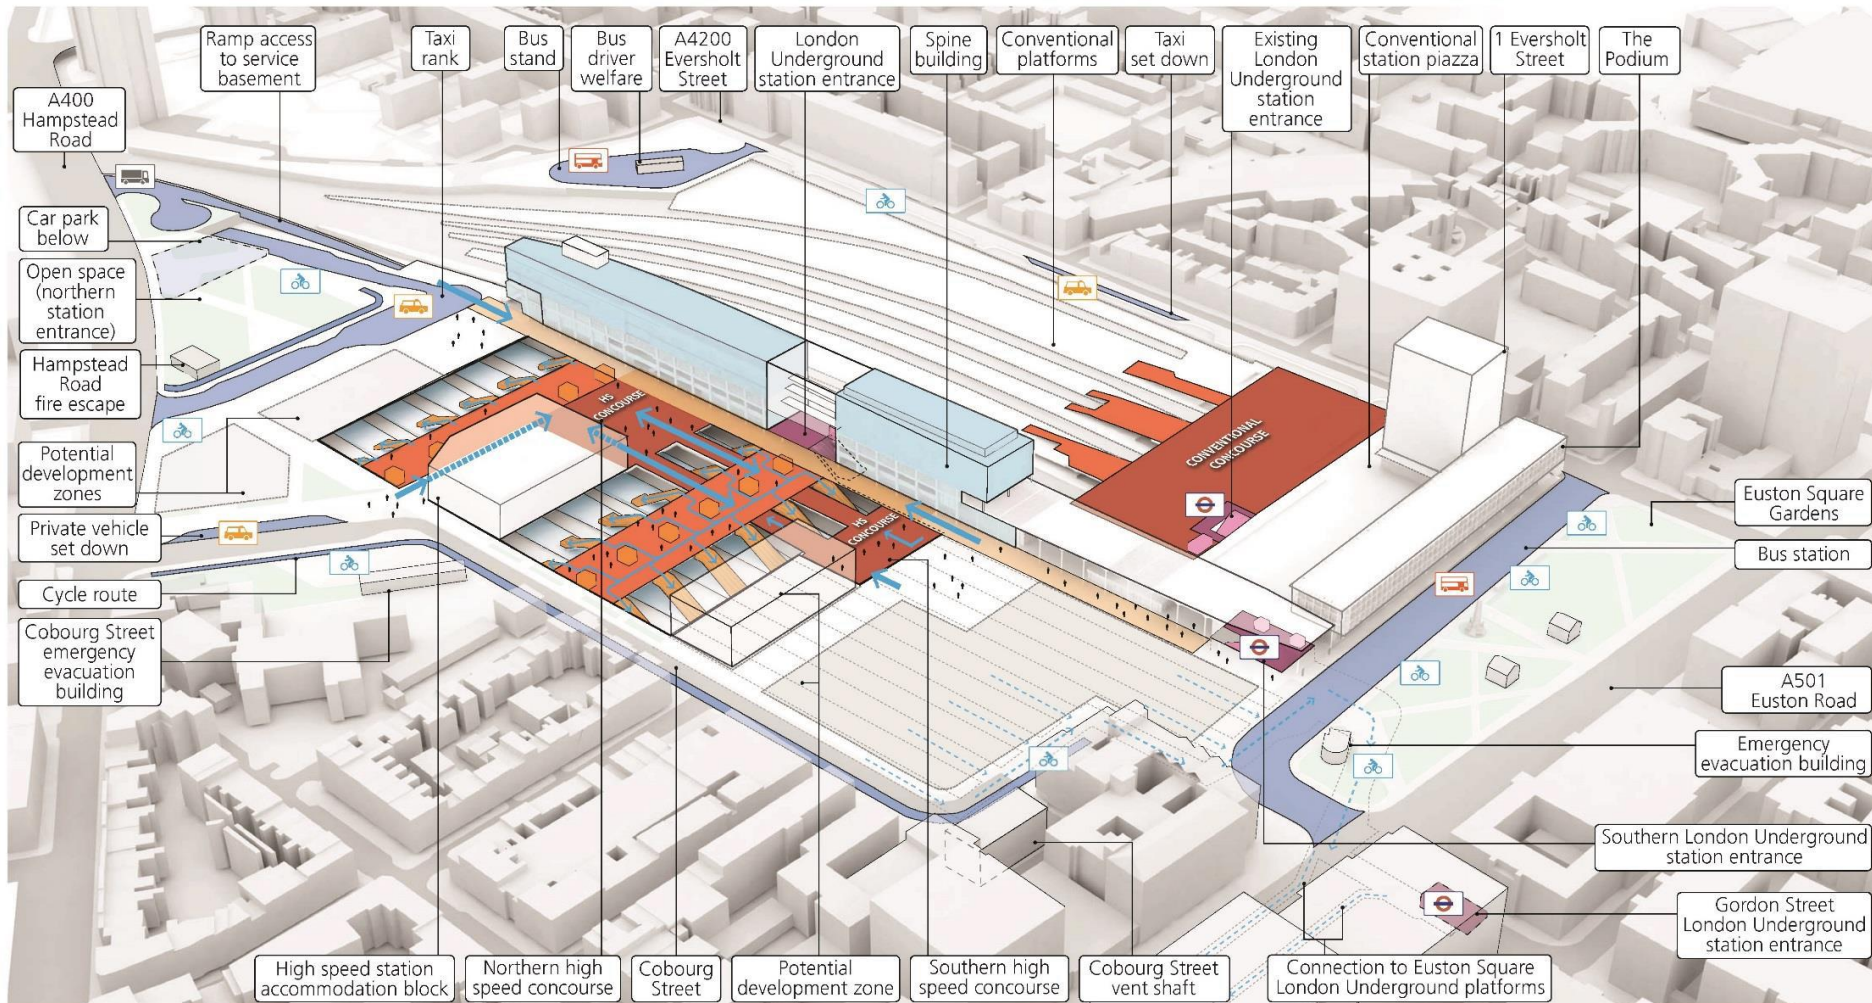 Ramp access
to service
basement
Taxi
rank
Bus
stand
Bus
driver
welfare
A4200
Eversholt
Street
London
Underground
station entrance
Spine
building
Conventional
platforms
Taxi
set down
Existing
London
Underground
station
entrance
Conventional
station piazza
1 Eversholt
Street
The
Podium
A400
Hampstead
Road
Car park
below
Open space
(northern
station
entrance)
Hampstead
Road
fire escape
Potential
development
zones
Private vehicle
set down
Cycle route
Cobourg Street
emergency
evacuation
building
HS
CONCOURSE
HS
CONCOURSE
CONVENTIONAL
CONCOURSE
Euston Square
Gardens
Bus station
A501
Euston Road
Emergency
evacuation building
Southern London Underground
station entrance
Gordon Street
London Underground
station entrance
High speed station
accommodation block
Northern high
speed concourse
Cobourg
Street
Potential
development zone
Southern high
speed concourse
Cobourg Street
vent shaft
Connection to Euston Square
London Underground platforms